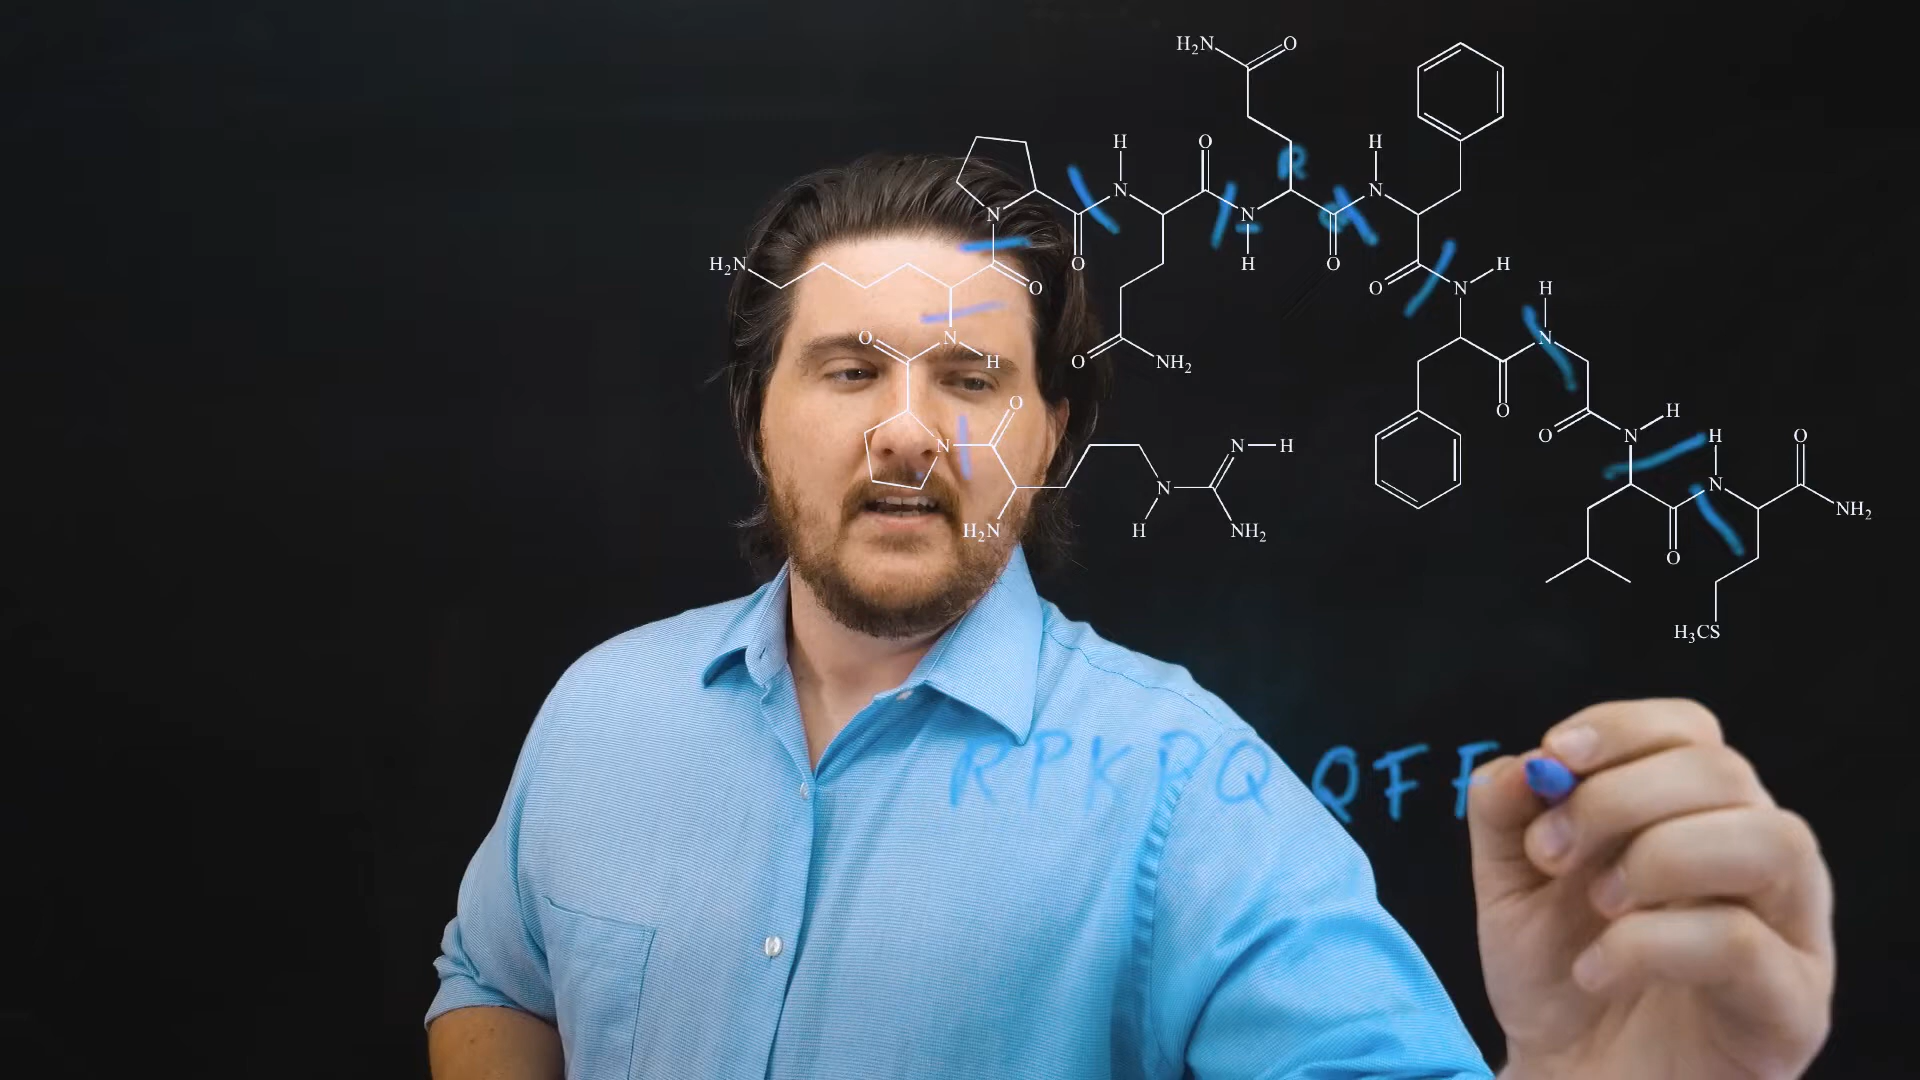 H₂N O
H H O H
R
N N N N
H₂N O O H O O N H H
O N H O NH₂ O N
O N H O O N H H O
N N H N NH₂
H₂N H NH₂ O
H₃CS
RPKPQ QFF